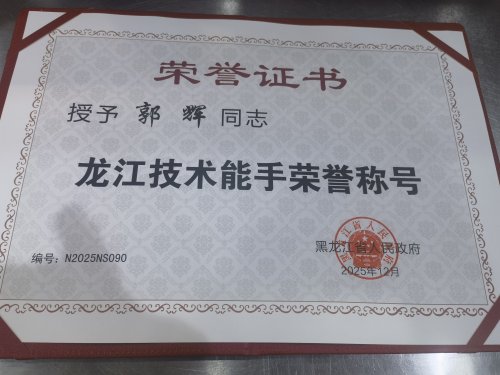 荣誉证书
授予 郭辉 同志
龙江技术能手荣誉称号
黑龙江省人民政府
编号：N2025NS090
2025年12月